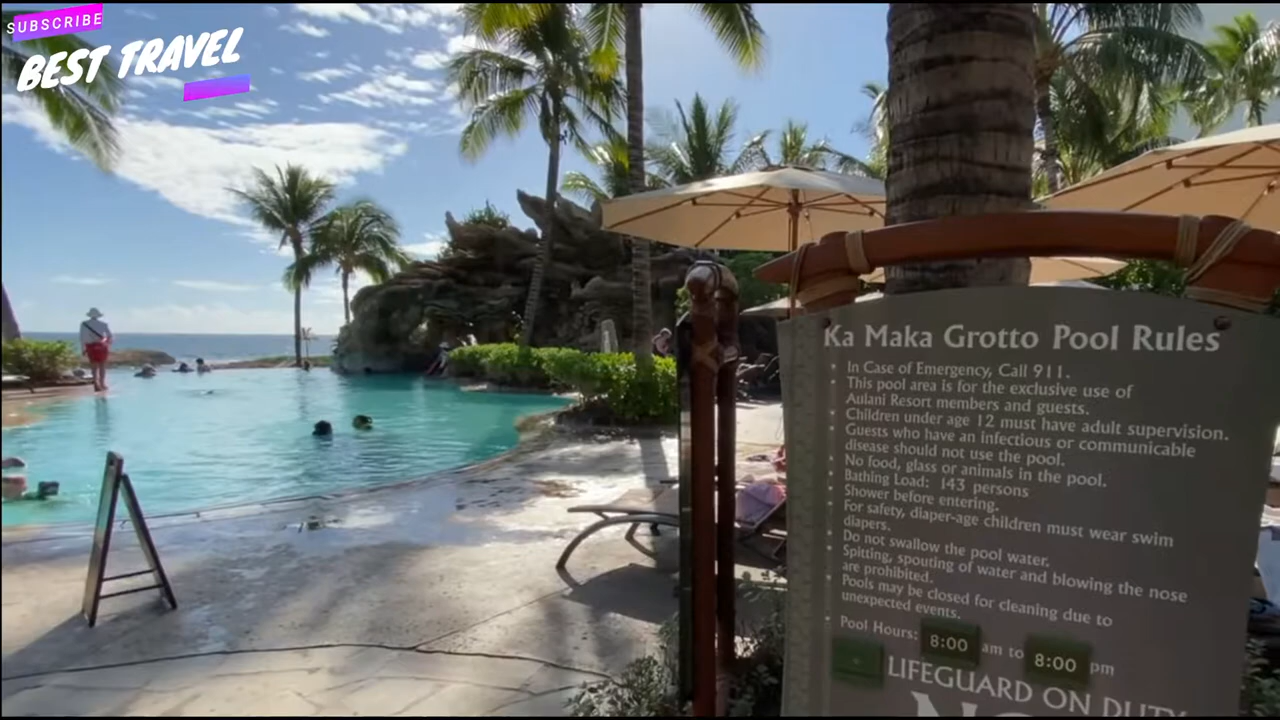 SUBSCRIBE
BEST TRAVEL
Ka Maka Grotto Pool Rules
• In Case of Emergency, Call 911.
• This pool area is for the exclusive use of
Aulani Resort members and guests.
• Children under age 12 must have adult supervision.
• Guests who have an infectious or communicable
disease should not use the pool.
• No food, glass or animals in the pool.
• Bathing Load: 143 persons
• Shower before entering.
• For safety, diaper-age children must wear swim
diapers.
• Do not swallow the pool water.
• Spitting, spouting of water and blowing the nose
are prohibited.
• Pools may be closed for cleaning due to
unexpected events.
Pool Hours: 8:00 am to 8:00 pm
LIFEGUARD ON DUTY